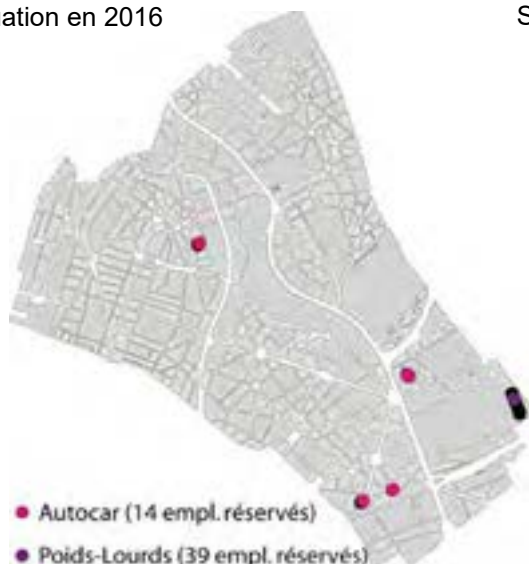 ation en 2016
S
Autocar (14 empl. réservés)
Poids-Lourds (39 empl. réservés)